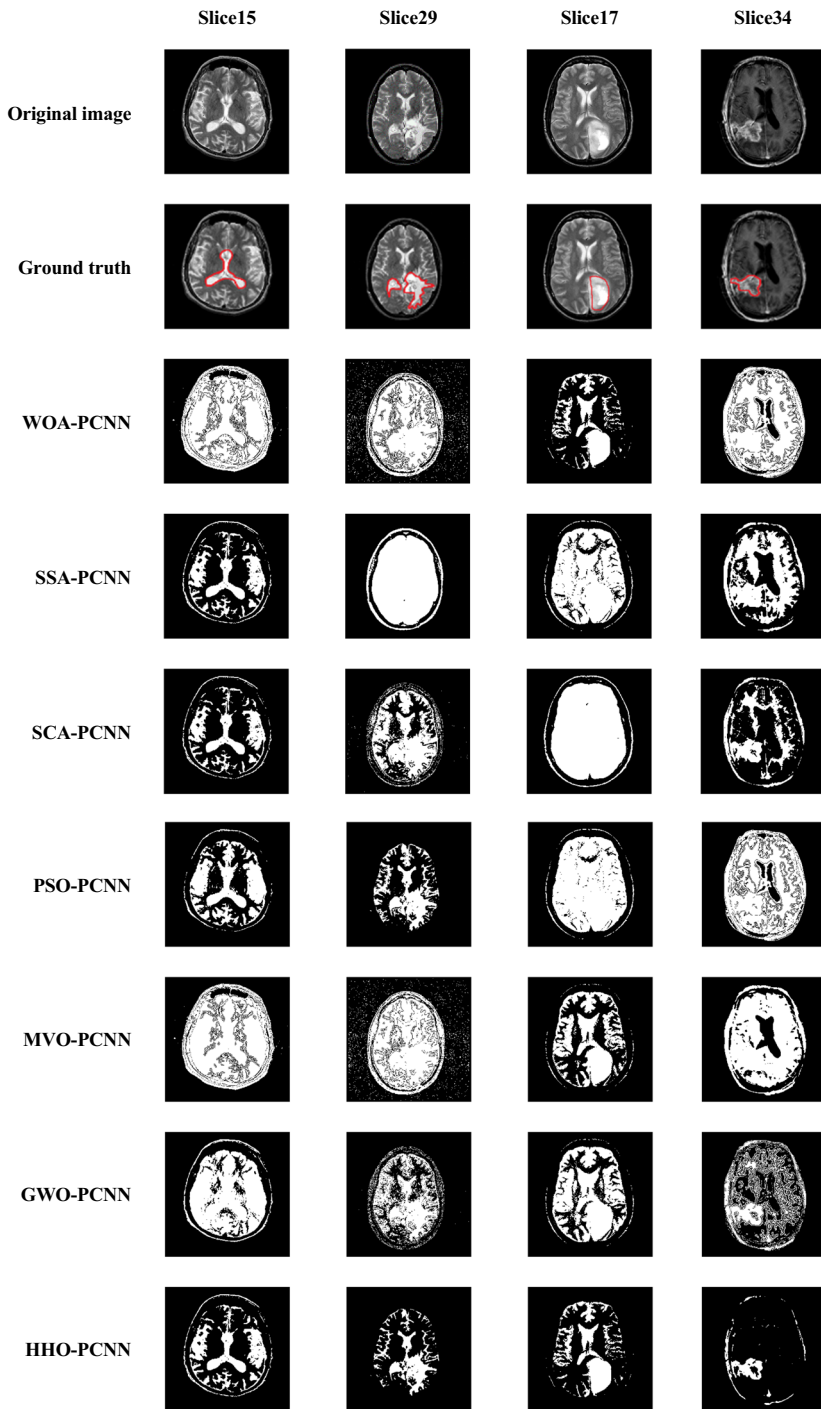 Slice15 Slice29 Slice17 Slice34
Original image
Ground truth
WOA-PCNN
SSA-PCNN
SCA-PCNN
PSO-PCNN
MVO-PCNN
GWO-PCNN
HHO-PCNN